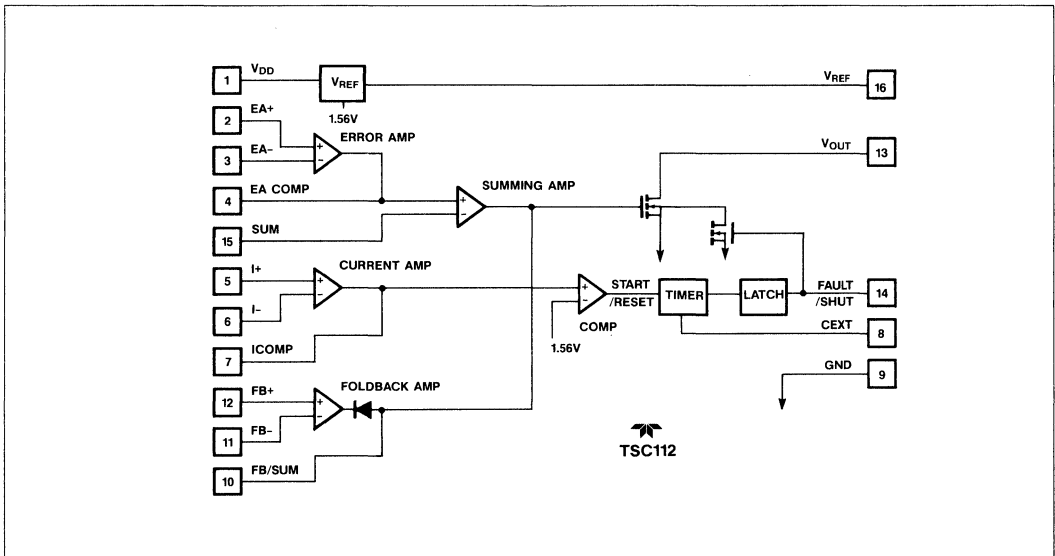 1 VDD VREF VREF 16
1.56V
2 EA+
ERROR AMP
+
−
3 EA−
VOUT 13
4 EA COMP
SUMMING AMP
+
−
15 SUM
5 I+
CURRENT AMP
+
−
6 I−
7 ICOMP
+
−
COMP
1.56V
START
/RESET
TIMER
LATCH
FAULT
/SHUT
14
CEXT 8
GND 9
12 FB+
FOLDBACK AMP
+
−
11 FB−
10 FB/SUM
TSC112